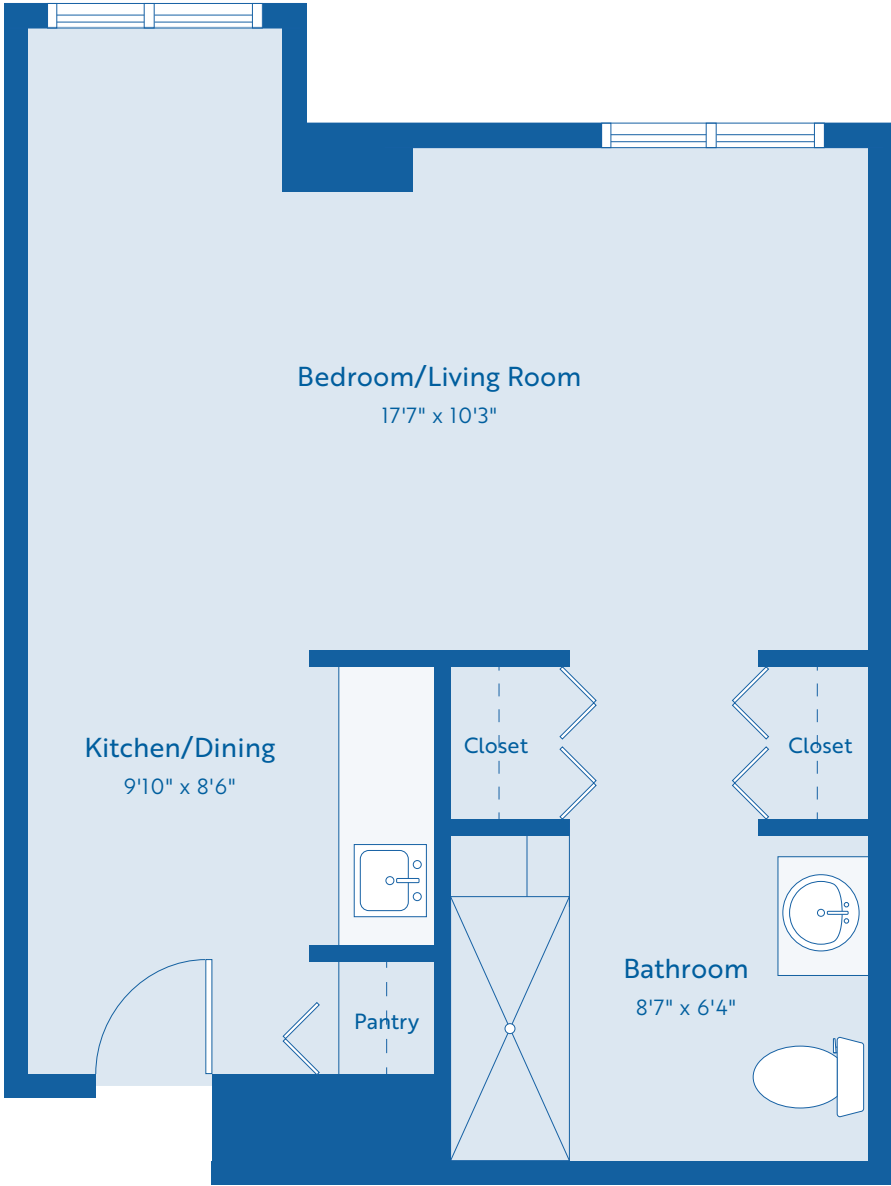 Bedroom/Living Room
17'7" x 10'3"
Kitchen/Dining
9'10" x 8'6"
Closet
Closet
Bathroom
8'7" x 6'4"
Pantry